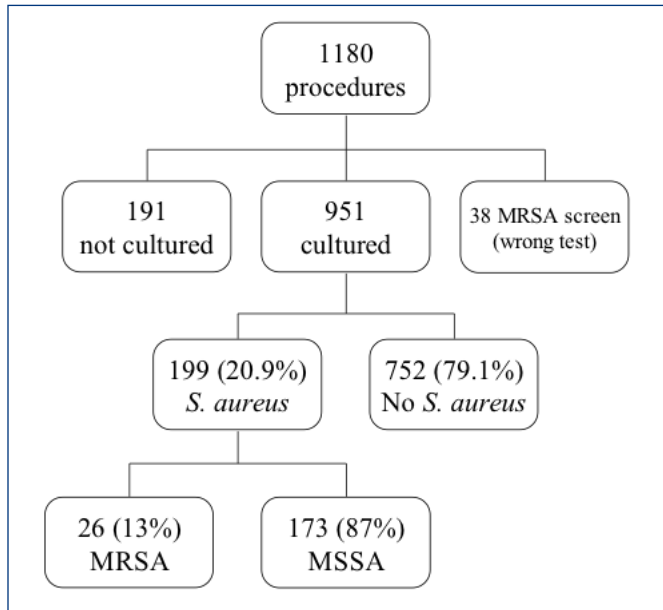 1180
procedures
191
not cultured
951
cultured
38 MRSA screen
(wrong test)
199 (20.9%)
S. aureus
752 (79.1%)
No S. aureus
26 (13%)
MRSA
173 (87%)
MSSA